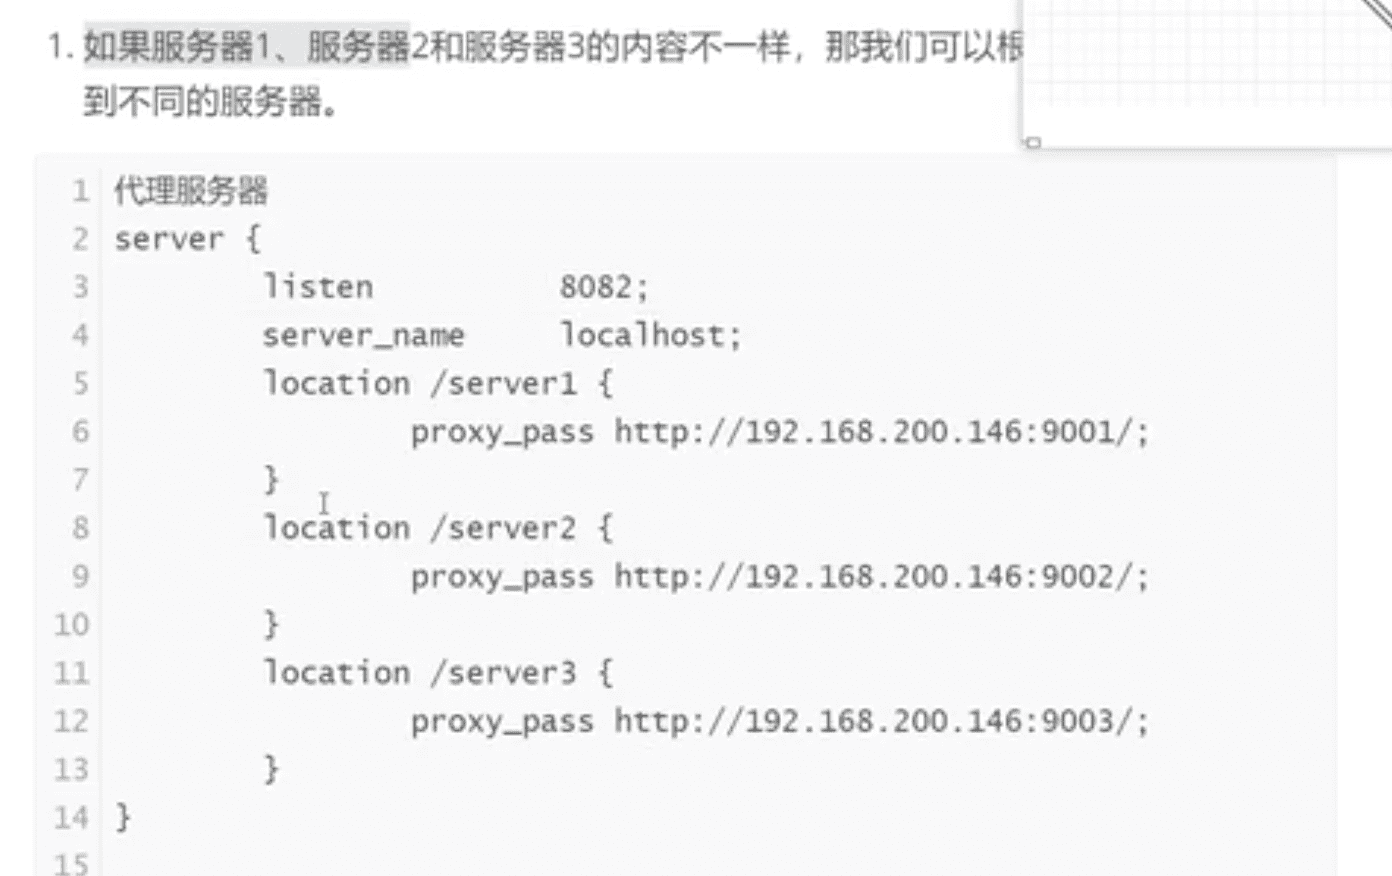 1. 如果服务器1、服务器2和服务器3的内容不一样，那我们可以根
到不同的服务器。
1 代理服务器
2 server {
3 listen 8082;
4 server_name localhost;
5 location /server1 {
6 proxy_pass http://192.168.200.146:9001/;
7 }
8 location /server2 {
9 proxy_pass http://192.168.200.146:9002/;
10 }
11 location /server3 {
12 proxy_pass http://192.168.200.146:9003/;
13 }
14 }
15